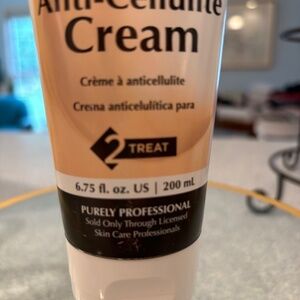 Anti-Cellulite
Cream
Crème à anticellulite
Crema anticelulítica para
2 TREAT
6.75 fl. oz. US | 200 mL
PURELY PROFESSIONAL
Sold Only Through Licensed
Skin Care Professionals